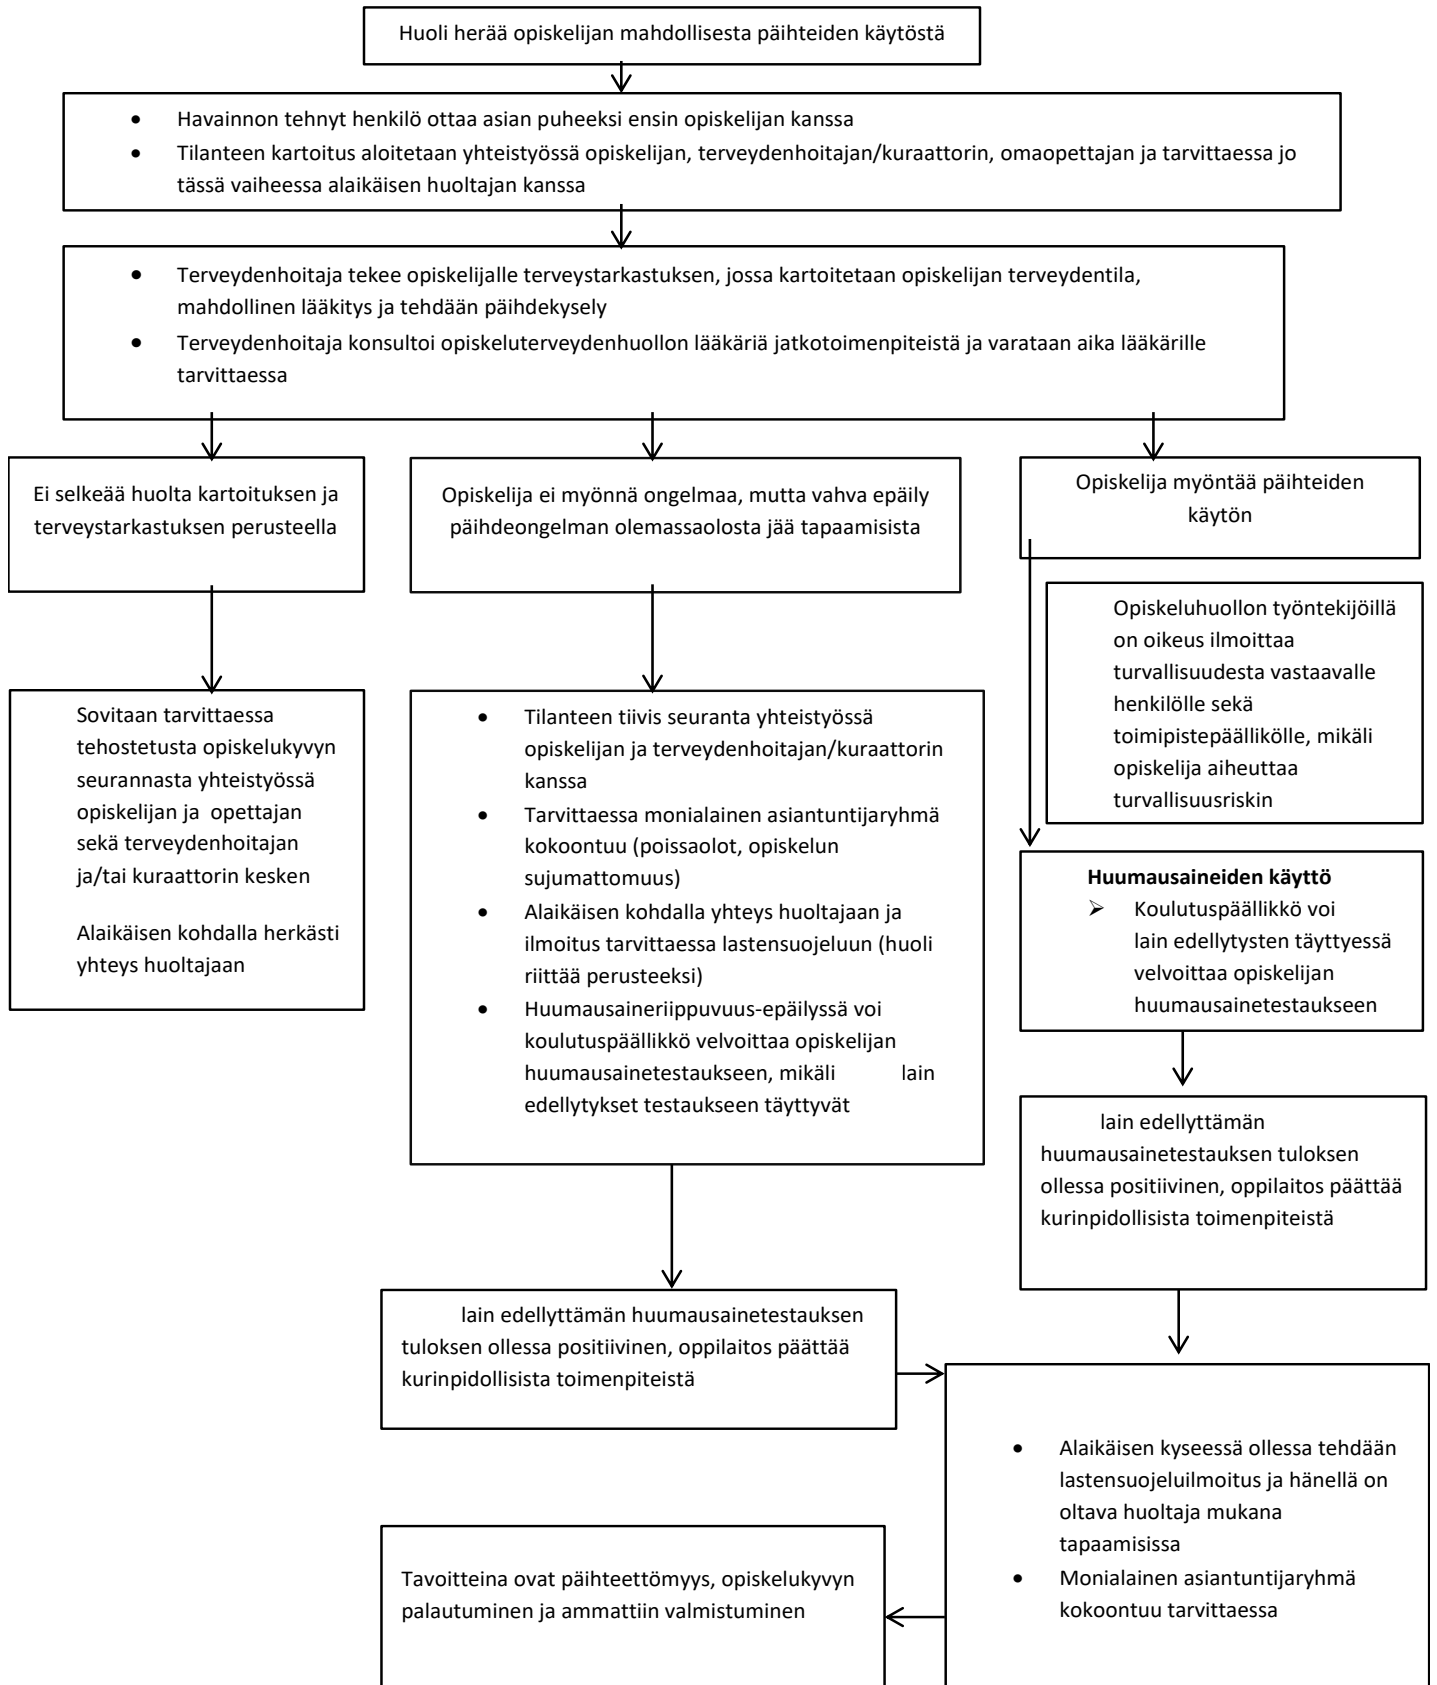 Huoli herää opiskelijan mahdollisesta päihteiden käytöstä
• Havainnon tehnyt henkilö ottaa asian puheeksi ensin opiskelijan kanssa
• Tilanteen kartoitus aloitetaan yhteistyössä opiskelijan, terveydenhoitajan/kuraattorin, omaopettajan ja tarvittaessa jo
tässä vaiheessa alaikäisen huoltajan kanssa
• Terveydenhoitaja tekee opiskelijalle terveystarkastuksen, jossa kartoitetaan opiskelijan terveydentila,
mahdollinen lääkitys ja tehdään päihdekysely
• Terveydenhoitaja konsultoi opiskeluterveydenhuollon lääkäriä jatkotoimenpiteistä ja varataan aika lääkärille
tarvittaessa
Ei selkeää huolta kartoituksen ja
terveystarkastuksen perusteella
Opiskelija ei myönnä ongelmaa, mutta vahva epäily
päihdeongelman olemassaolosta jää tapaamisista
Opiskelija myöntää päihteiden
käytön
Opiskeluhuollon työntekijöillä
on oikeus ilmoittaa
turvallisuudesta vastaavalle
henkilölle sekä
toimipistepäällikölle, mikäli
opiskelija aiheuttaa
turvallisuusriskin
Sovitaan tarvittaessa
tehostetusta opiskelukyvyn
seurannasta yhteistyössä
opiskelijan ja opettajan
sekä terveydenhoitajan
ja/tai kuraattorin kesken
Alaikäisen kohdalla herkästi
yhteys huoltajaan
• Tilanteen tiivis seuranta yhteistyössä
opiskelijan ja terveydenhoitajan/kuraattorin
kanssa
• Tarvittaessa monialainen asiantuntijaryhmä
kokoontuu (poissaolot, opiskelun
sujumattomuus)
• Alaikäisen kohdalla yhteys huoltajaan ja
ilmoitus tarvittaessa lastensuojeluun (huoli
riittää perusteeksi)
• Huumausaineriippuvuus-epäilyssä voi
koulutuspäällikkö velvoittaa opiskelijan
huumausainetestaukseen, mikäli lain
edellytykset testaukseen täyttyvät
Huumausaineiden käyttö
➢ Koulutuspäällikkö voi
lain edellytysten täyttyessä
velvoittaa opiskelijan
huumausainetestaukseen
lain edellyttämän
huumausainetestauksen tuloksen
ollessa positiivinen, oppilaitos päättää
kurinpidollisista toimenpiteistä
lain edellyttämän huumausainetestauksen
tuloksen ollessa positiivinen, oppilaitos päättää
kurinpidollisista toimenpiteistä
• Alaikäisen kyseessä ollessa tehdään
lastensuojeluilmoitus ja hänellä on
oltava huoltaja mukana
tapaamisissa
• Monialainen asiantuntijaryhmä
kokoontuu tarvittaessa
Tavoitteina ovat päihteettömyys, opiskelukyvyn
palautuminen ja ammattiin valmistuminen